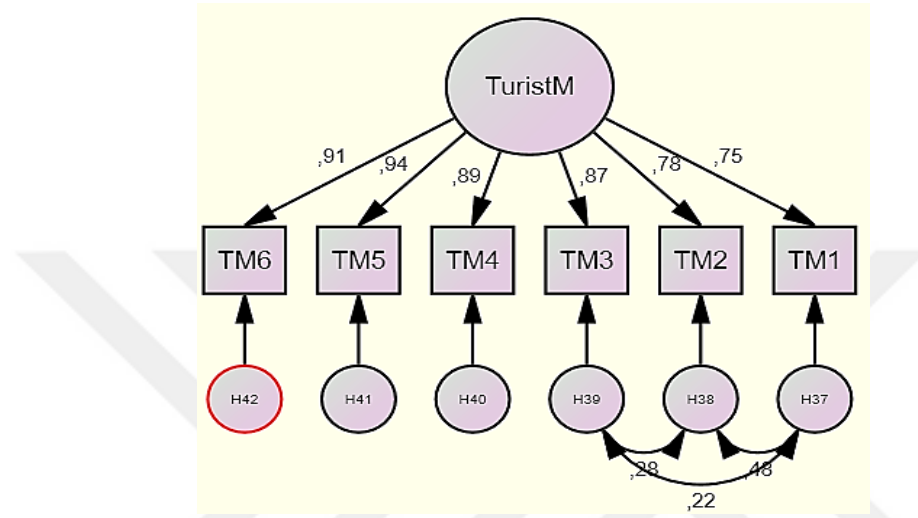 TuristM
,91
,94
,89
,87
,78
,75
TM6 TM5 TM4 TM3 TM2 TM1
H42 H41 H40 H39 H38 H37
,28 ,48
,22